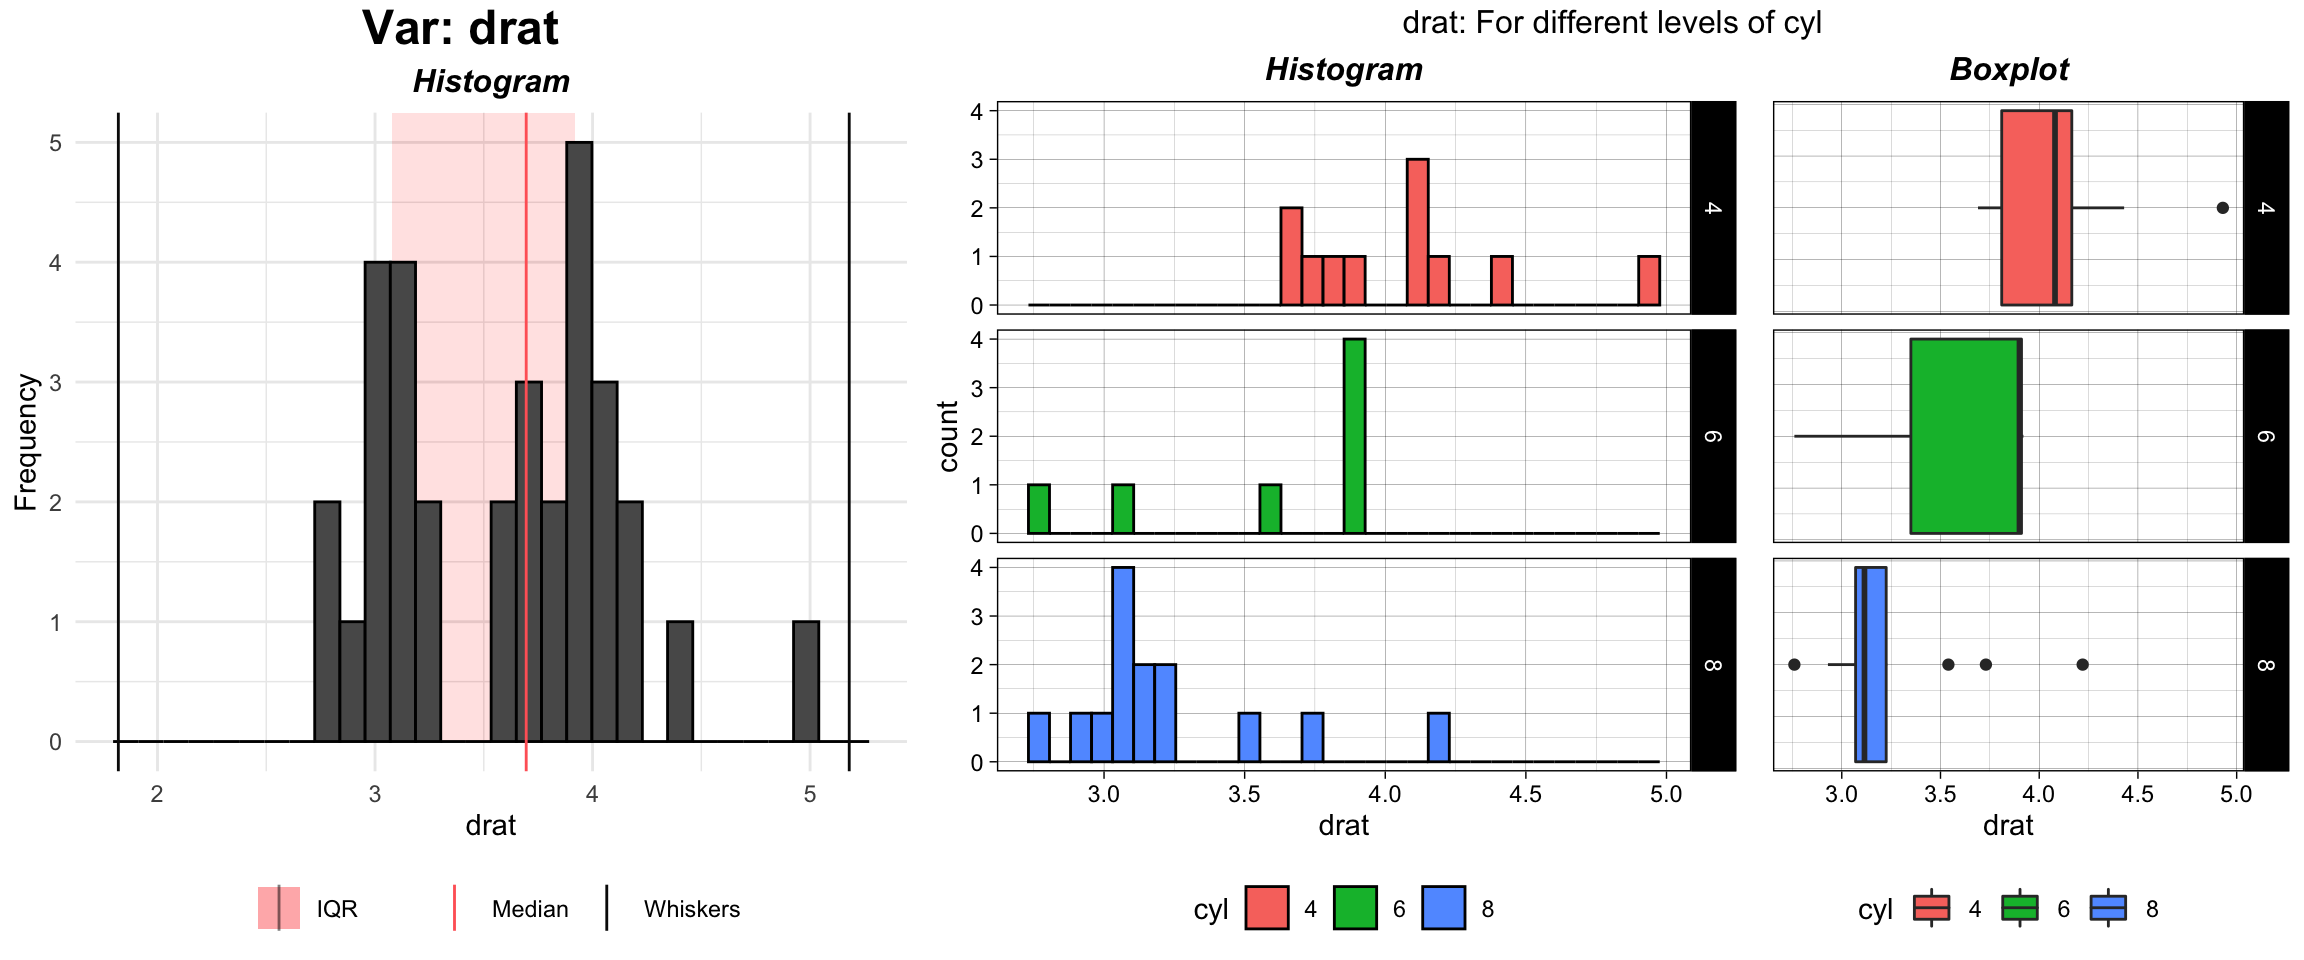 Var: drat
Histogram
Frequency
5
4
3
2
1
0
2 3 4 5
drat
IQR Median Whiskers
drat: For different levels of cyl
Histogram
count
4
3
2
1
0
4
4
3
2
1
0
6
4
3
2
1
0
8
3.0 3.5 4.0 4.5 5.0
drat
cyl 4 6 8
Boxplot
4
6
8
3.0 3.5 4.0 4.5 5.0
drat
cyl 4 6 8